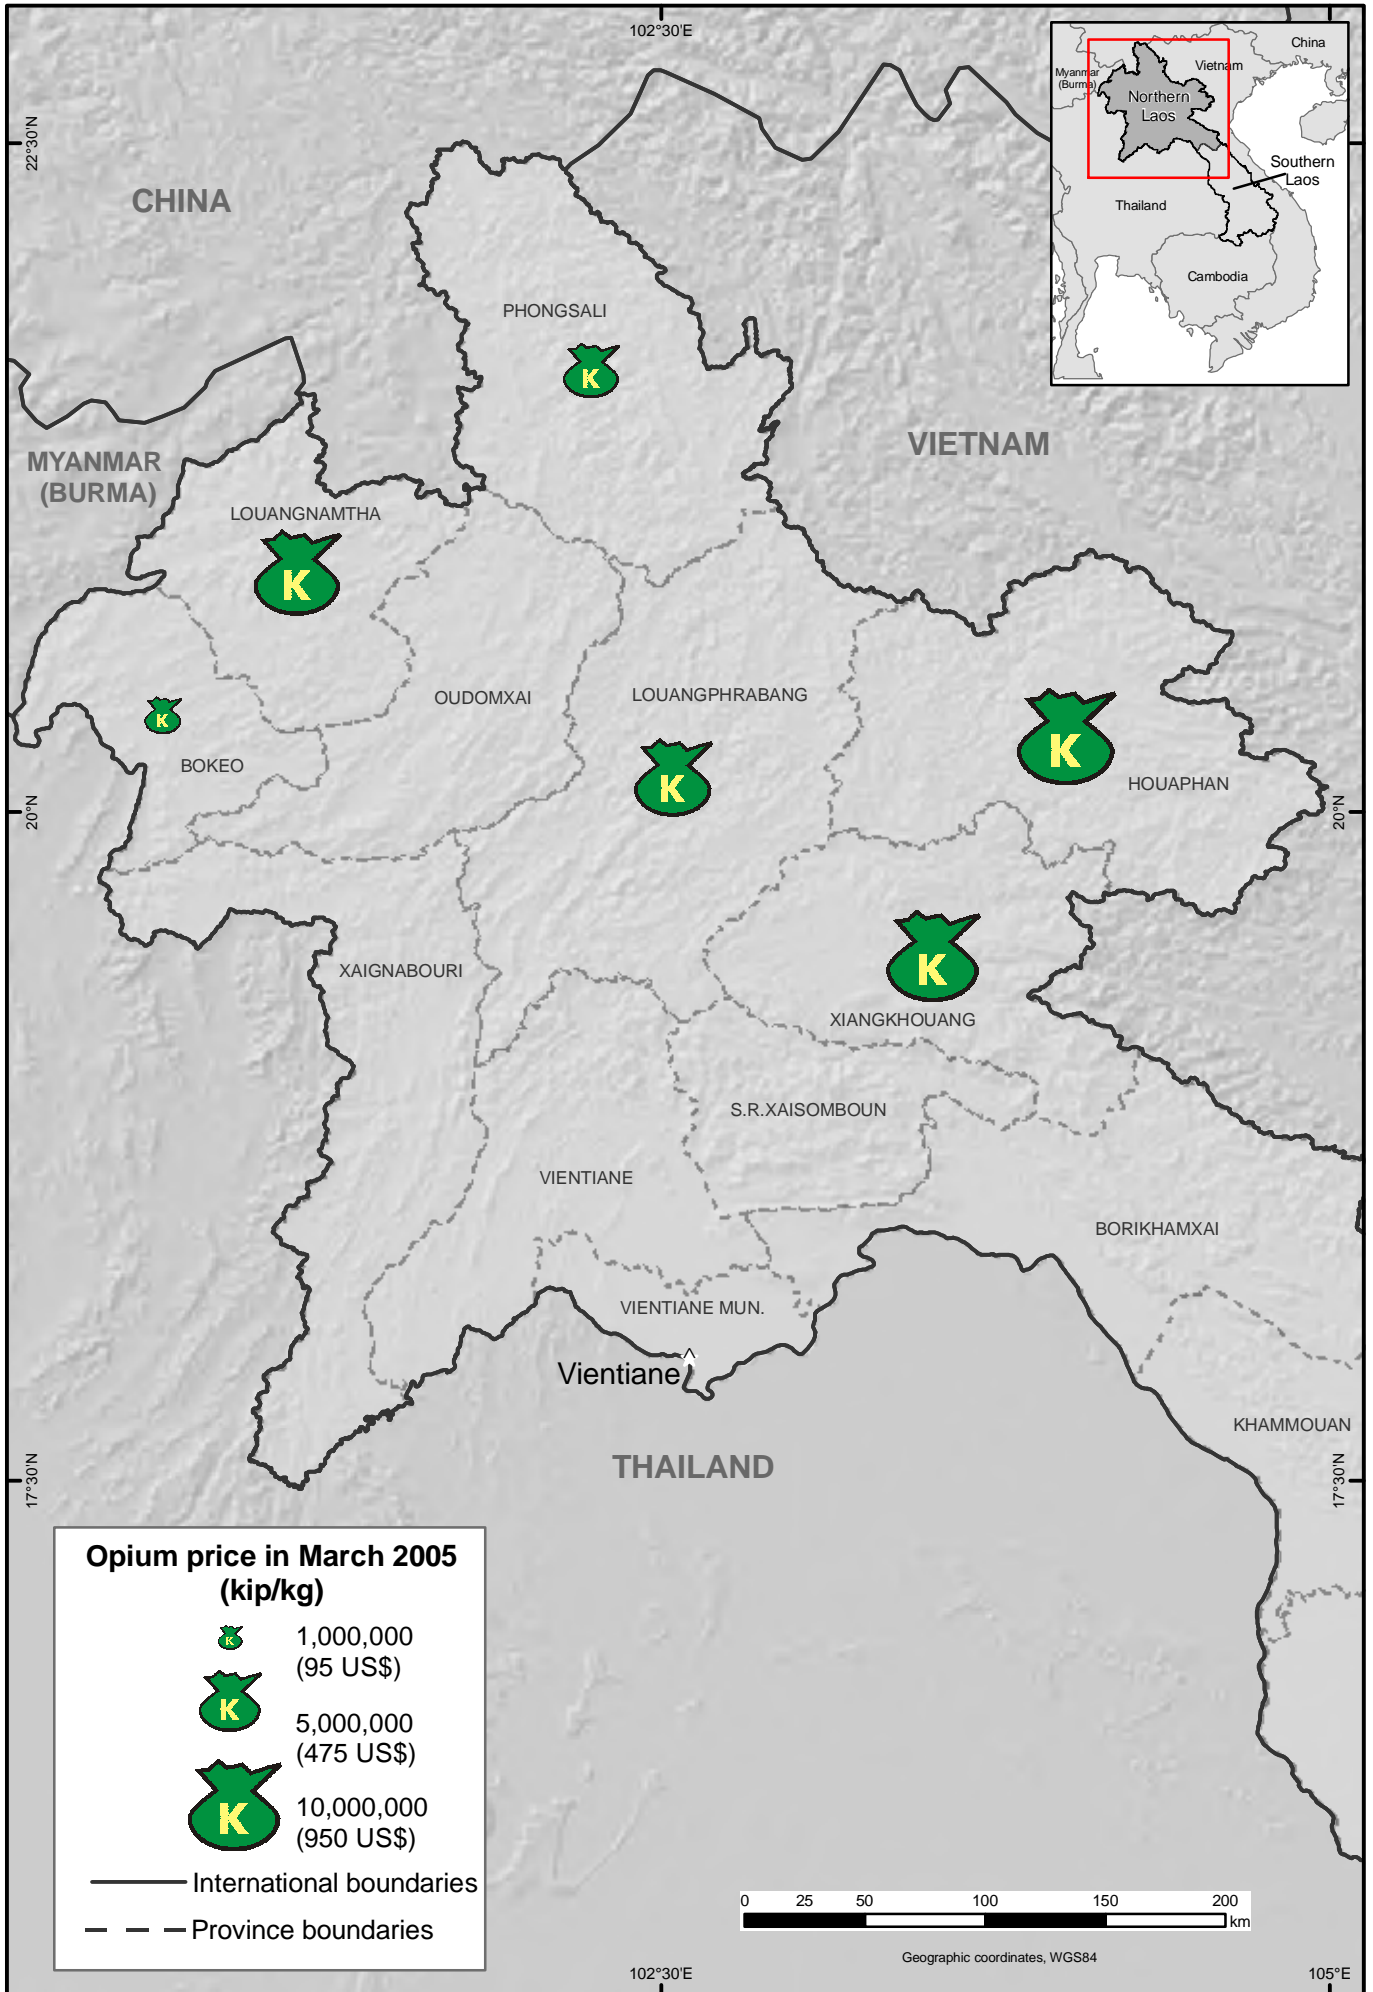 102°30'E
22°30'N
CHINA
China
Myanmar
(Burma)
Vietnam
Northern
Laos
Southern
Laos
Thailand
Cambodia
PHONGSALI
K
VIETNAM
MYANMAR
(BURMA)
LOUANGNAMTHA
K
OUDOMXAI
LOUANGPHRABANG
K
K
BOKEO
K
HOUAPHAN
20°N
20°N
XAIGNABOURI
K
XIANGKHOUANG
S.R.XAISOMBOUN
VIENTIANE
BORIKHAMXAI
VIENTIANE MUN.
Vientiane
KHAMMOUAN
THAILAND
17°30'N
17°30'N
Opium price in March 2005
(kip/kg)
K
1,000,000
(95 US$)
K
5,000,000
(475 US$)
K
10,000,000
(950 US$)
International boundaries
Province boundaries
0 25 50 100 150 200
km
Geographic coordinates, WGS84
102°30'E
105°E